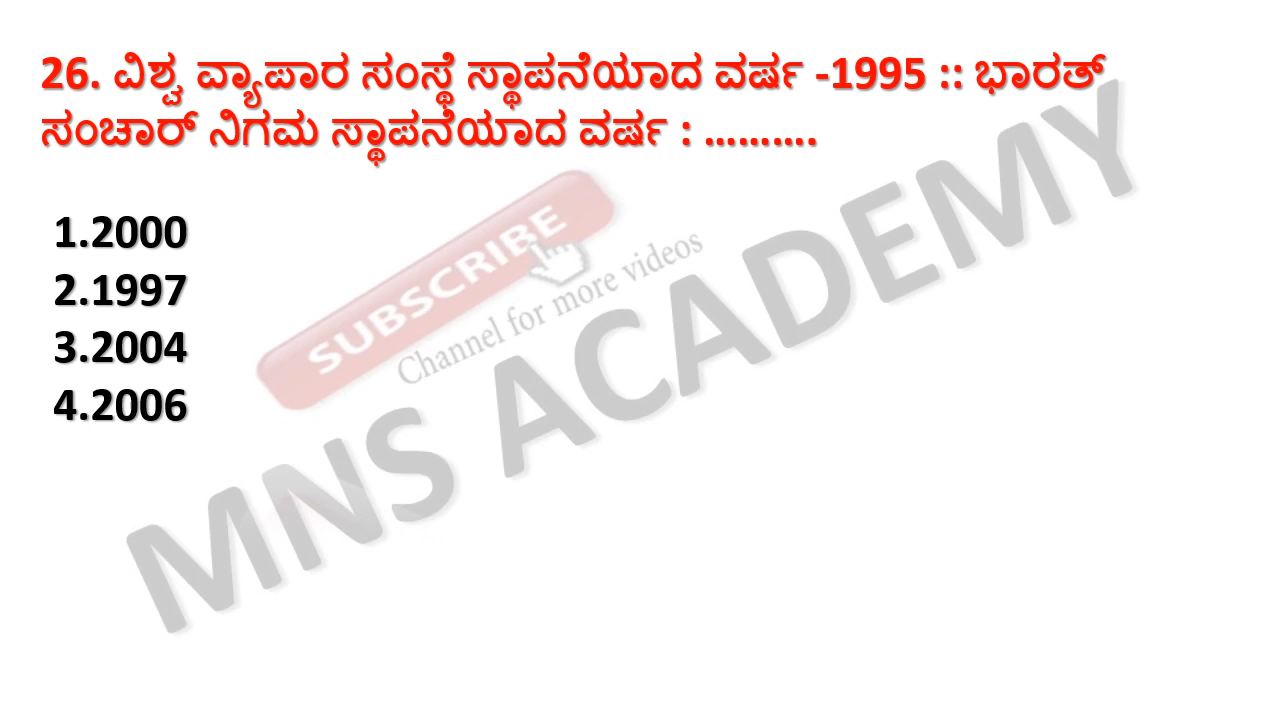 26. ವಿಶ್ವ ವ್ಯಾಪಾರ ಸಂಸ್ಥೆ ಸ್ಥಾಪನೆಯಾದ ವರ್ಷ -1995 :: ಭಾರತ್
ಸಂಚಾರ್ ನಿಗಮ ಸ್ಥಾಪನೆಯಾದ ವರ್ಷ : ..........
1.2000
2.1997
3.2004
4.2006
SUBSCRIBE
Channel for more videos
MNS ACADEMY